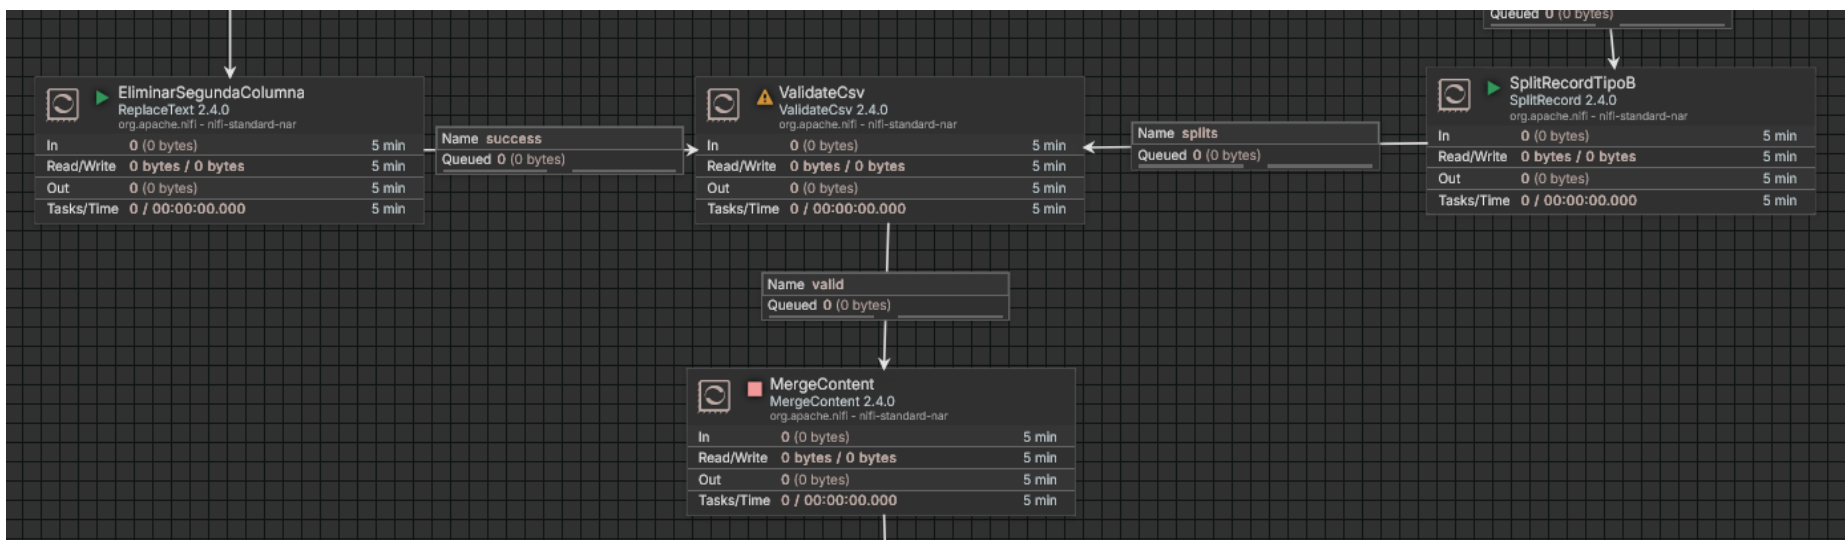 Queued 0 (0 bytes)
EliminarSegundaColumna
ReplaceText 2.4.0
org.apache.nifi - nifi-standard-nar
In 0 (0 bytes) 5 min
Read/Write 0 bytes / 0 bytes 5 min
Out 0 (0 bytes) 5 min
Tasks/Time 0 / 00:00:00.000 5 min
Name success
Queued 0 (0 bytes)
ValidateCsv
ValidateCsv 2.4.0
org.apache.nifi - nifi-standard-nar
In 0 (0 bytes) 5 min
Read/Write 0 bytes / 0 bytes 5 min
Out 0 (0 bytes) 5 min
Tasks/Time 0 / 00:00:00.000 5 min
Name splits
Queued 0 (0 bytes)
SplitRecordTipoB
SplitRecord 2.4.0
org.apache.nifi - nifi-standard-nar
In 0 (0 bytes) 5 min
Read/Write 0 bytes / 0 bytes 5 min
Out 0 (0 bytes) 5 min
Tasks/Time 0 / 00:00:00.000 5 min
Name valid
Queued 0 (0 bytes)
MergeContent
MergeContent 2.4.0
org.apache.nifi - nifi-standard-nar
In 0 (0 bytes) 5 min
Read/Write 0 bytes / 0 bytes 5 min
Out 0 (0 bytes) 5 min
Tasks/Time 0 / 00:00:00.000 5 min